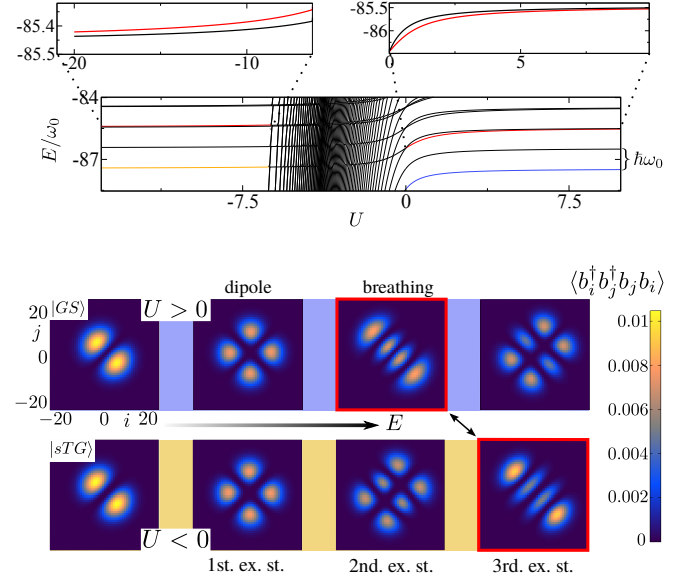 -85.4
-85.5
-20
-10
-85.5
-86
0
5
E/ω₀
-84
-87
-7.5
0
7.5
U
} ħω₀
dipole
breathing
⟨b†ᵢb†ⱼbⱼbᵢ⟩
|GS⟩
U > 0
20
j
0
−20
−20 0 i 20
E
|sTG⟩
U < 0
1st. ex. st.
2nd. ex. st.
3rd. ex. st.
0.01
0.008
0.006
0.004
0.002
0